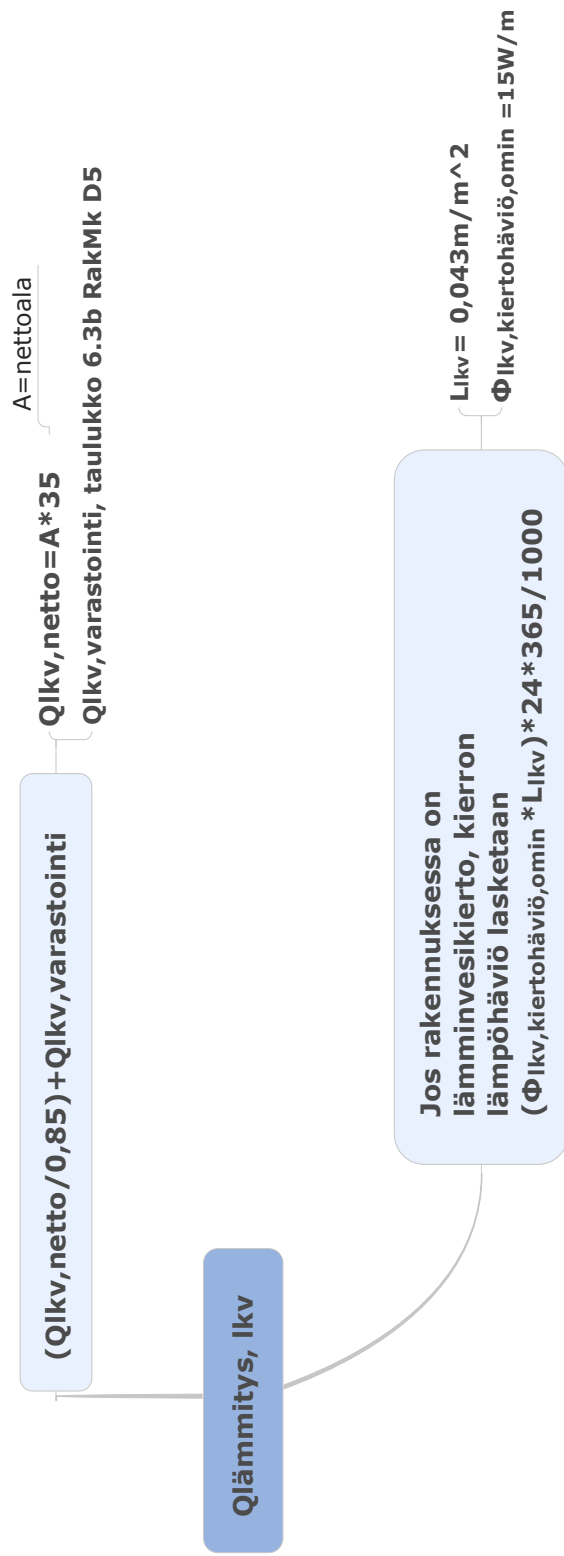 Qlämmitys, lkv
(Qlkv,netto/0,85)+Qlkv,varastointi
Qlkv,netto=A*35
A=nettoala
Qlkv,varastointi, taulukko 6.3b RakMk D5
Jos rakennuksessa on
lämminvesikierto, kierron
lämpöhäviö lasketaan
(Φlkv,kiertohäviö,omin *Llkv)*24*365/1000
Llkv= 0,043m/m^2
Φlkv,kiertohäviö,omin =15W/m